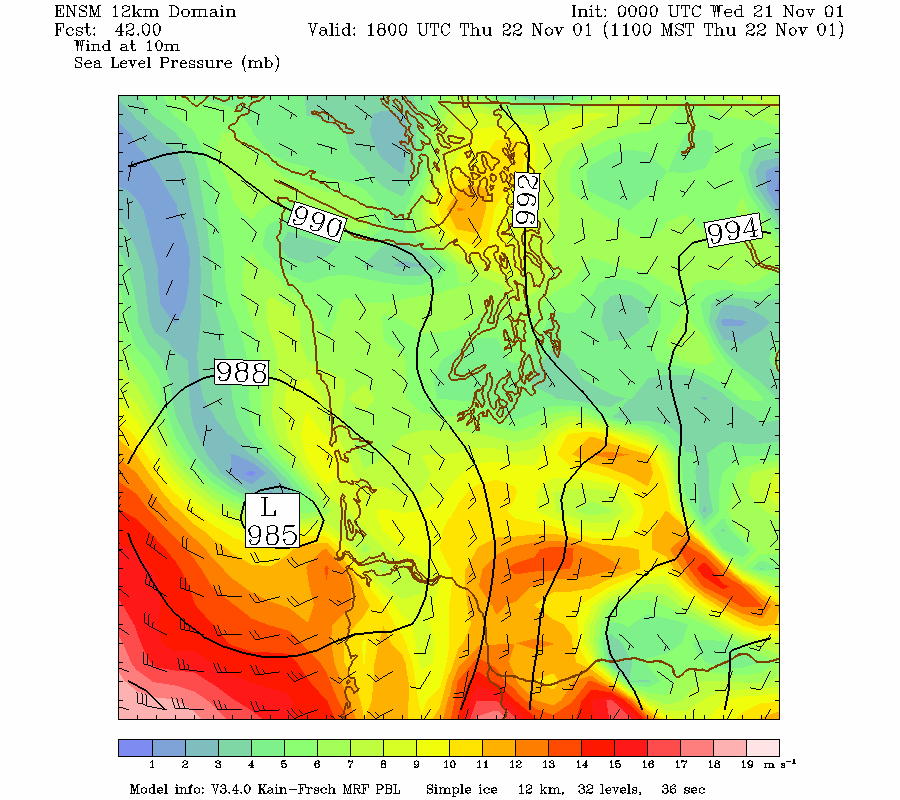 ENSM 12km Domain Init: 0000 UTC Wed 21 Nov 01
Fcst: 42.00 Valid: 1800 UTC Thu 22 Nov 01 (1100 MST Thu 22 Nov 01)
Wind at 10m
Sea Level Pressure (mb)
992
990
994
988
L
985
1 2 3 4 5 6 7 8 9 10 11 12 13 14 15 16 17 18 19 m s⁻¹
Model info: V3.4.0 Kain-Frsch MRF PBL Simple ice 12 km, 32 levels, 36 sec